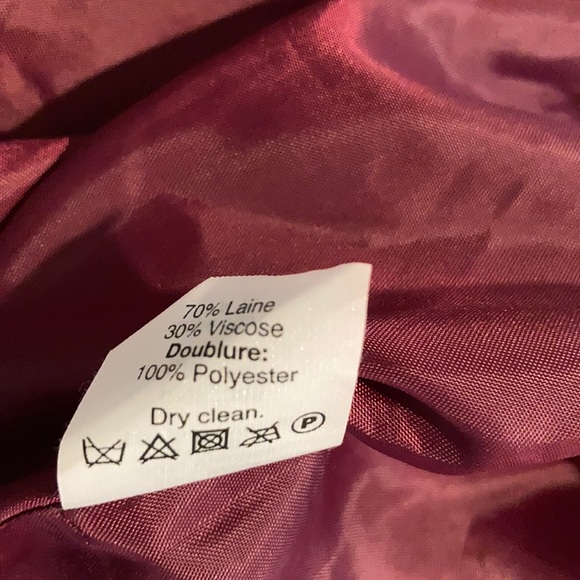 70% Laine
30% Viscose
Doublure:
100% Polyester
Dry clean.
P